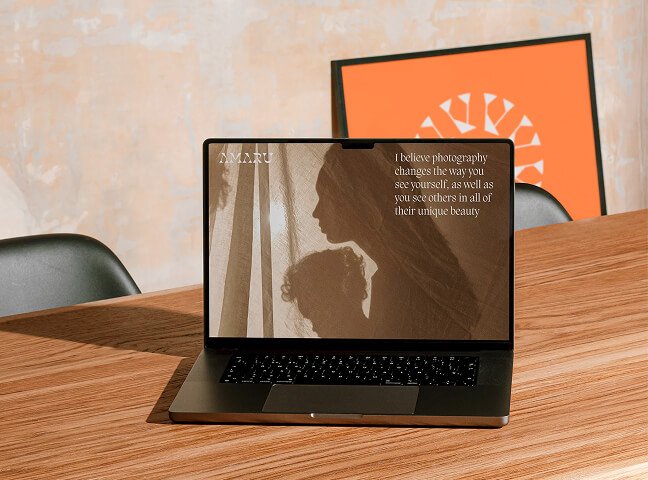 AMARU
I believe photography
changes the way you
see yourself, as well as
you see others in all of
their unique beauty